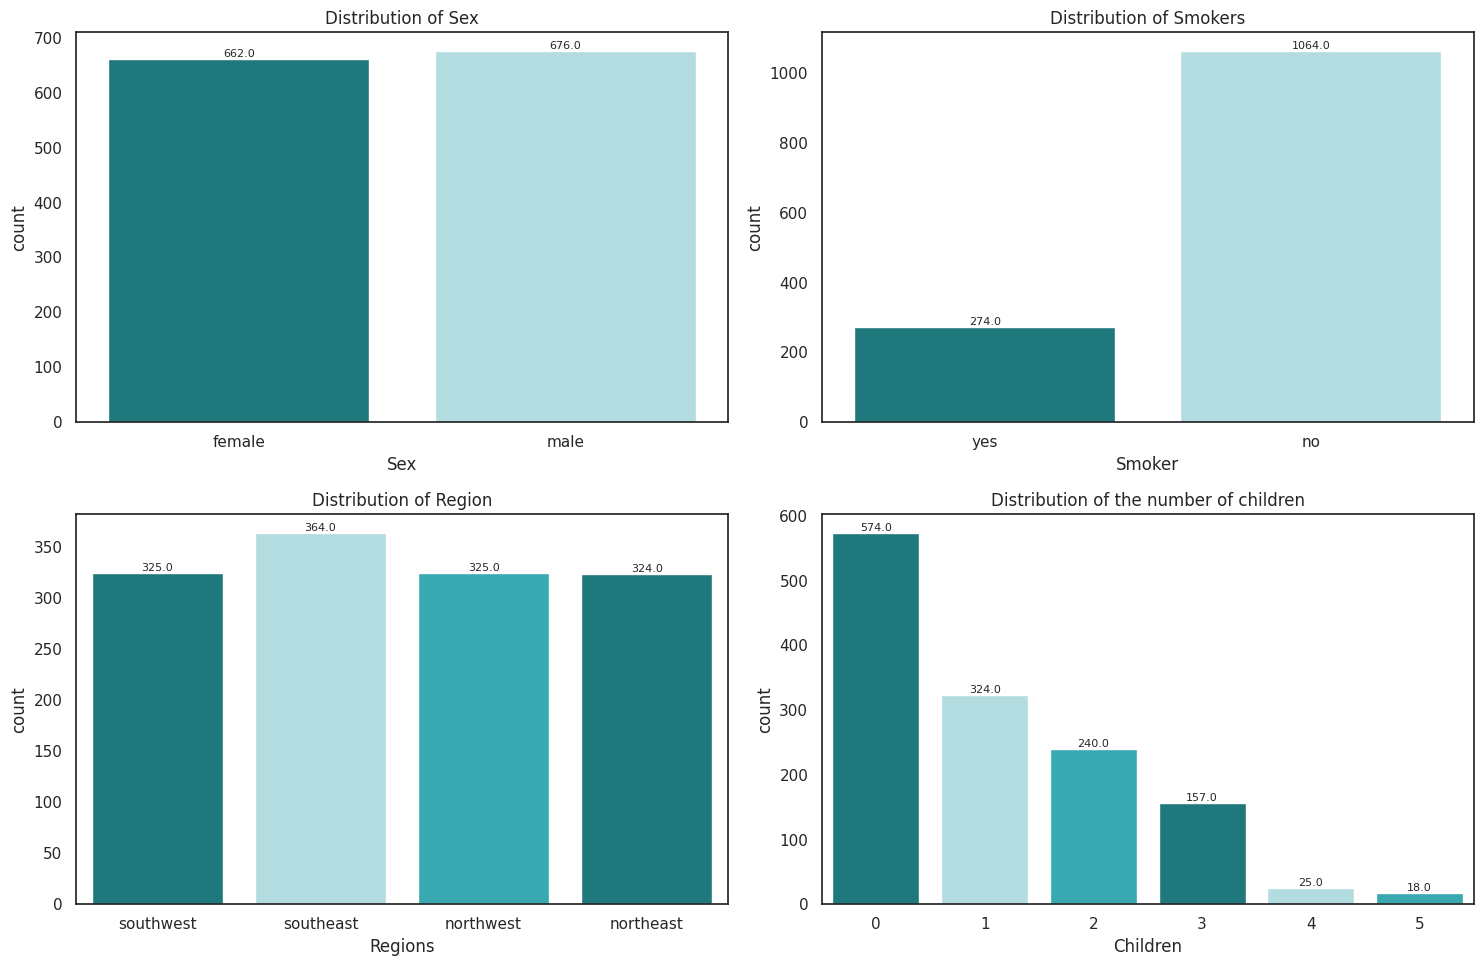 Distribution of Sex
700
600
500
400
300
200
100
0
count
662.0
676.0
female
male
Sex
Distribution of Smokers
1000
800
600
400
200
0
count
274.0
1064.0
yes
no
Smoker
Distribution of Region
350
300
250
200
150
100
50
0
count
325.0
364.0
325.0
324.0
southwest
southeast
northwest
northeast
Regions
Distribution of the number of children
600
500
400
300
200
100
0
count
574.0
324.0
240.0
157.0
25.0
18.0
0
1
2
3
4
5
Children